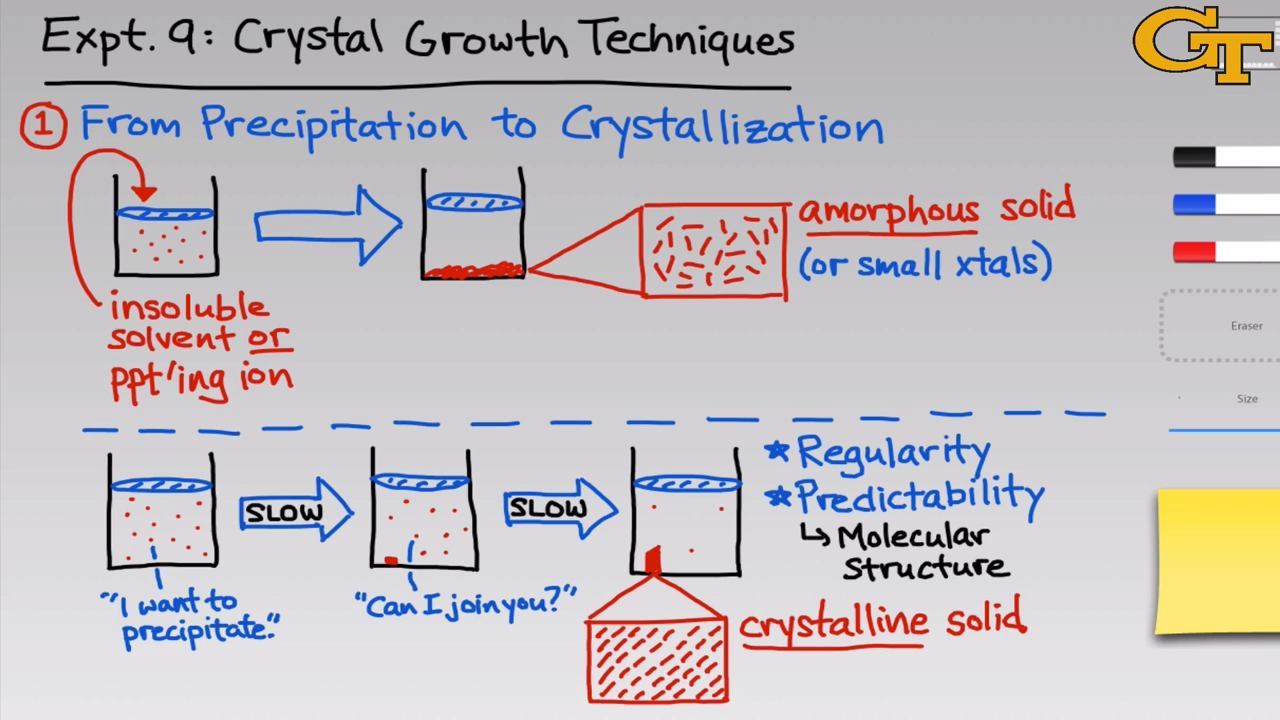 Expt. 9: Crystal Growth Techniques
GT
1 From Precipitation to Crystallization
amorphous solid
(or small xtals)
insoluble
solvent or
ppt'ing ion
Eraser
Size
SLOW
SLOW
"I want to
precipitate."
"Can I join you?"
* Regularity
* Predictability
↳ Molecular
Structure
crystalline solid